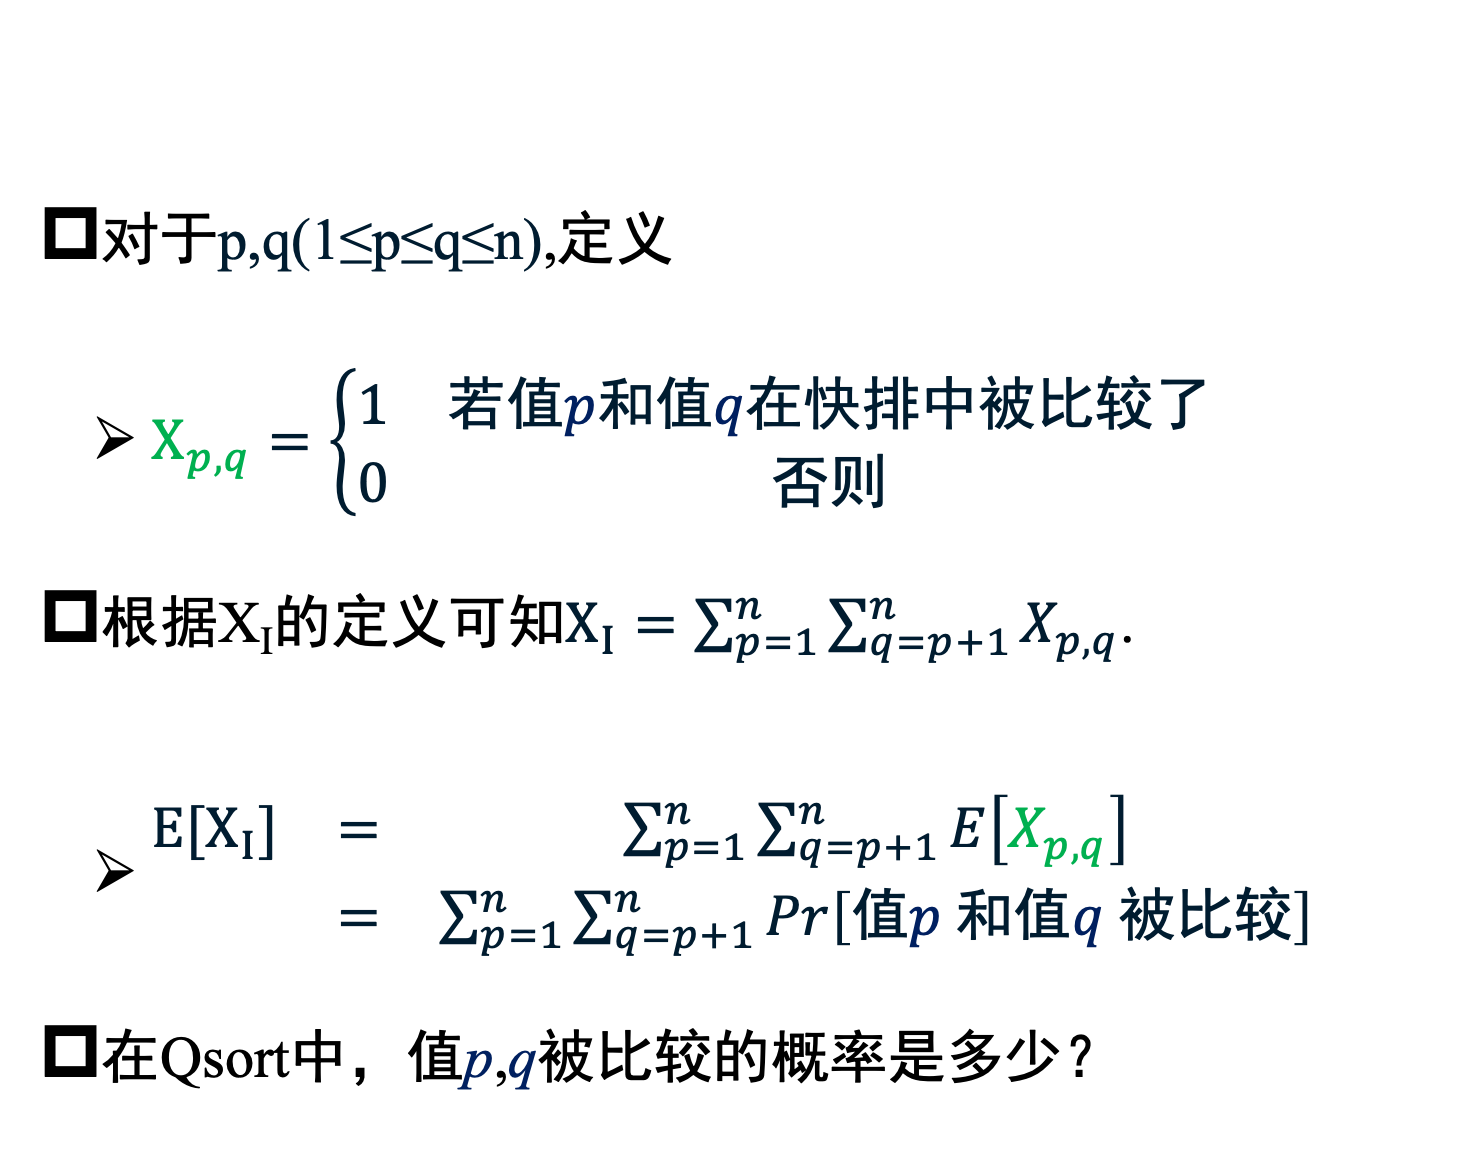 对于p,q(1≤p≤q≤n),定义
X_{p,q} = { 1 若值p和值q在快排中被比较了
0 否则
根据X_I的定义可知X_I = ∑_{p=1}^{n} ∑_{q=p+1}^{n} X_{p,q}.
E[X_I] = ∑_{p=1}^{n} ∑_{q=p+1}^{n} E[X_{p,q}]
= ∑_{p=1}^{n} ∑_{q=p+1}^{n} Pr[值p 和值q 被比较]
在Qsort中，值p,q被比较的概率是多少?